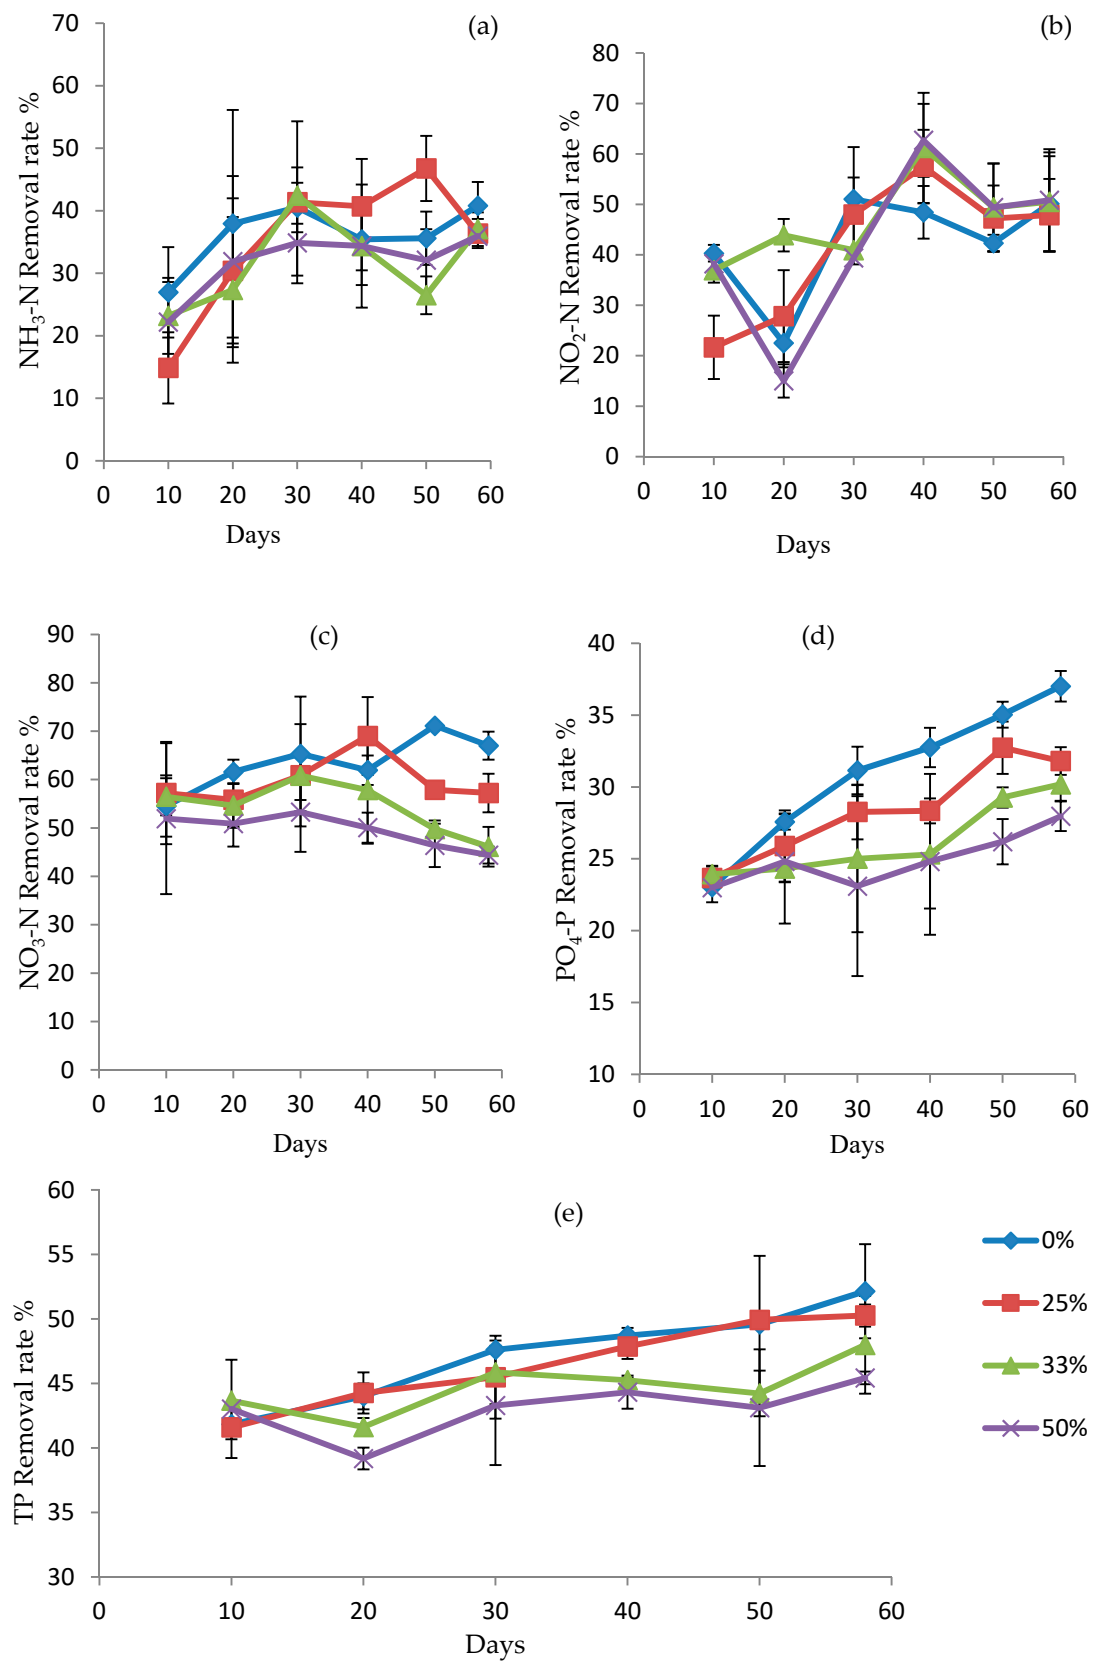 (a)
NH3-N Removal rate %
70
60
50
40
30
20
10
0
0 10 20 30 40 50 60
Days
(b)
NO2-N Removal rate %
80
70
60
50
40
30
20
10
0
0 10 20 30 40 50 60
Days
(c)
NO3-N Removal rate %
90
80
70
60
50
40
30
20
10
0
0 10 20 30 40 50 60
Days
(d)
PO4-P Removal rate %
40
35
30
25
20
15
10
0 10 20 30 40 50 60
Days
(e)
TP Removal rate %
60
55
50
45
40
35
30
0 10 20 30 40 50 60
Days
0%
25%
33%
50%